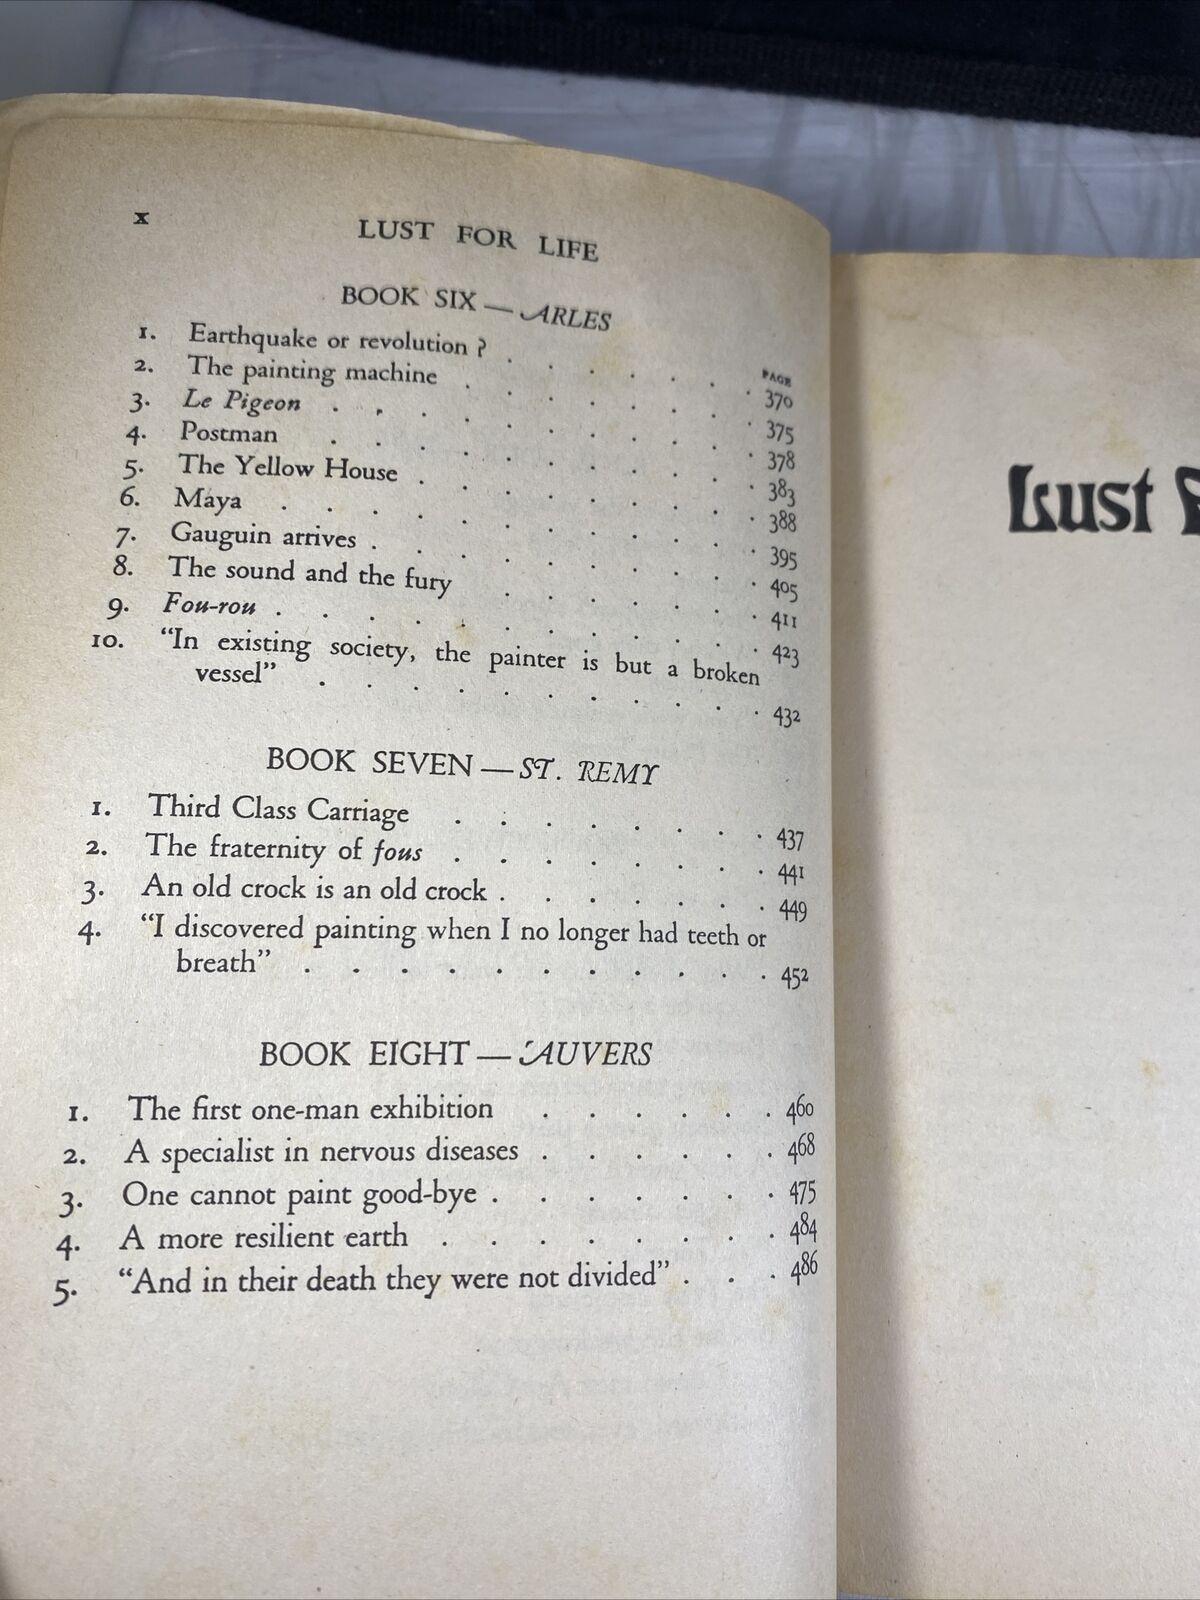 x LUST FOR LIFE
BOOK SIX — ARLES
PAGE
1. Earthquake or revolution ? . . . . . . 370
2. The painting machine . . . . . . . 375
3. Le Pigeon . . . . . . . . . 378
4. Postman . . . . . . . . . 383
5. The Yellow House . . . . . . . 388
6. Maya . . . . . . . . . 395
7. Gauguin arrives . . . . . . . . 405
8. The sound and the fury . . . . . . 411
9. Fou-rou . . . . . . . . . . 423
10. “In existing society, the painter is but a broken
vessel” . . . . . . . . . . 432
BOOK SEVEN — ST. REMY
1. Third Class Carriage . . . . . . . . 437
2. The fraternity of fous . . . . . . . . 441
3. An old crock is an old crock . . . . . . . 449
4. “I discovered painting when I no longer had teeth or
breath” . . . . . . . . . . . 452
BOOK EIGHT — AUVERS
1. The first one-man exhibition . . . . . . 460
2. A specialist in nervous diseases . . . . . . 468
3. One cannot paint good-bye . . . . . . . 475
4. A more resilient earth . . . . . . . . 484
5. “And in their death they were not divided” . . . 486
Lust